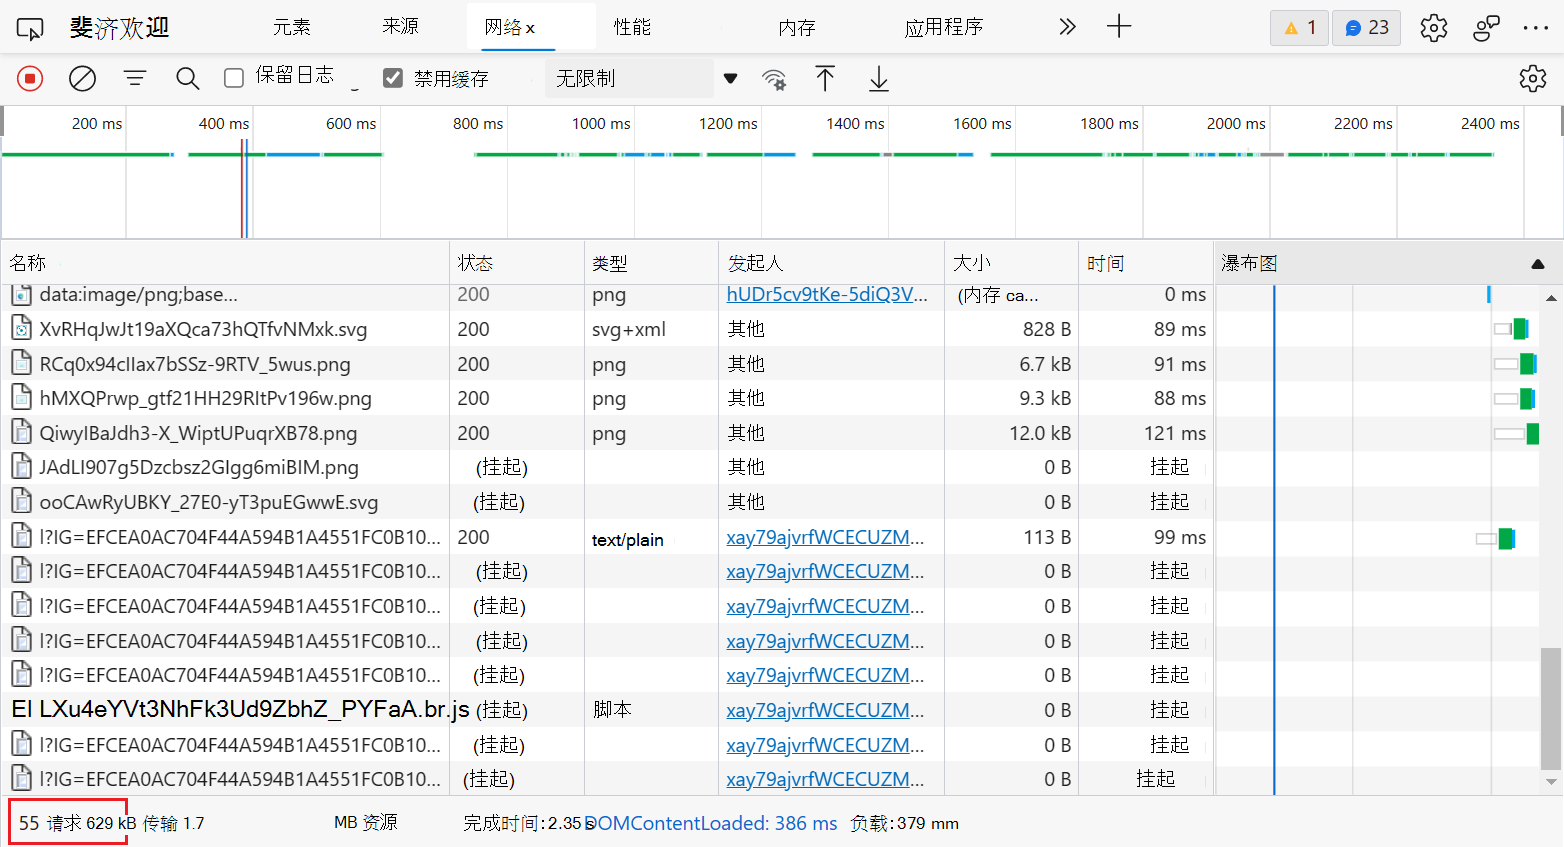 斐济欢迎 元素 来源 网络 x 性能 内存 应用程序 1 23
保留日志 禁用缓存 无限制
200 ms 400 ms 600 ms 800 ms 1000 ms 1200 ms 1400 ms 1600 ms 1800 ms 2000 ms 2200 ms 2400 ms
名称 状态 类型 发起人 大小 时间 瀑布图
data:image/png;base... 200 png hUDr5cv9tKe-5diQ3V... (内存 ca... 0 ms
XvRHqJwJt19aXQca73hQTfvNMxk.svg 200 svg+xml 其他 828 B 89 ms
RCq0x94cIIax7bSSz-9RTV_5wus.png 200 png 其他 6.7 kB 91 ms
hMXQPrwp_gtf21HH29RItPv196w.png 200 png 其他 9.3 kB 88 ms
QiwyIBaJdh3-X_WiptUPuqrXB78.png 200 png 其他 12.0 kB 121 ms
JAdLI907g5Dzcbsz2GIgg6miBIM.png (挂起) 其他 0 B 挂起
ooCAwRyUBKY_27E0-yT3puEGwwE.svg (挂起) 其他 0 B 挂起
l?IG=EFCEA0AC704F44A594B1A4551FC0B10... 200 text/plain xay79ajvrfWCECUZM... 113 B 99 ms
l?IG=EFCEA0AC704F44A594B1A4551FC0B10... (挂起) xay79ajvrfWCECUZM... 0 B 挂起
l?IG=EFCEA0AC704F44A594B1A4551FC0B10... (挂起) xay79ajvrfWCECUZM... 0 B 挂起
l?IG=EFCEA0AC704F44A594B1A4551FC0B10... (挂起) xay79ajvrfWCECUZM... 0 B 挂起
l?IG=EFCEA0AC704F44A594B1A4551FC0B10... (挂起) xay79ajvrfWCECUZM... 0 B 挂起
El LXu4eYVt3NhFk3Ud9ZbhZ_PYFaA.br.js (挂起) 脚本 xay79ajvrfWCECUZM... 0 B 挂起
l?IG=EFCEA0AC704F44A594B1A4551FC0B10... (挂起) xay79ajvrfWCECUZM... 0 B 挂起
l?IG=EFCEA0AC704F44A594B1A4551FC0B10... (挂起) xay79ajvrfWCECUZM... 0 B 挂起
55 请求 629 kB 传输 1.7 MB 资源 完成时间:2.35 s DOMContentLoaded: 386 ms 负载:379 mm